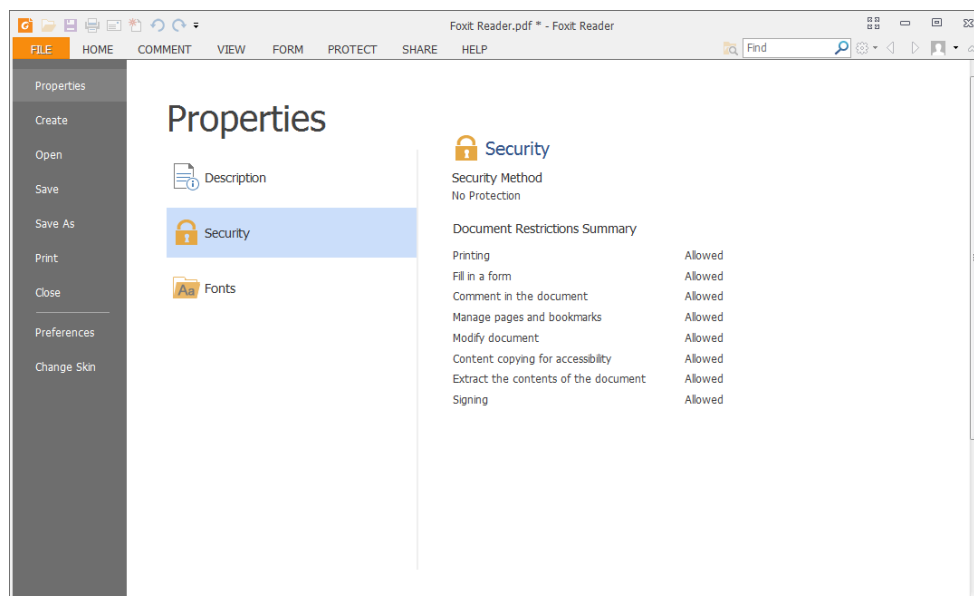 Foxit Reader.pdf * - Foxit Reader
FILE HOME COMMENT VIEW FORM PROTECT SHARE HELP Find
Properties
Create
Open
Save
Save As
Print
Close
Preferences
Change Skin
Properties
Description
Security
Aa Fonts
Security
Security Method
No Protection
Document Restrictions Summary
Printing Allowed
Fill in a form Allowed
Comment in the document Allowed
Manage pages and bookmarks Allowed
Modify document Allowed
Content copying for accessibility Allowed
Extract the contents of the document Allowed
Signing Allowed